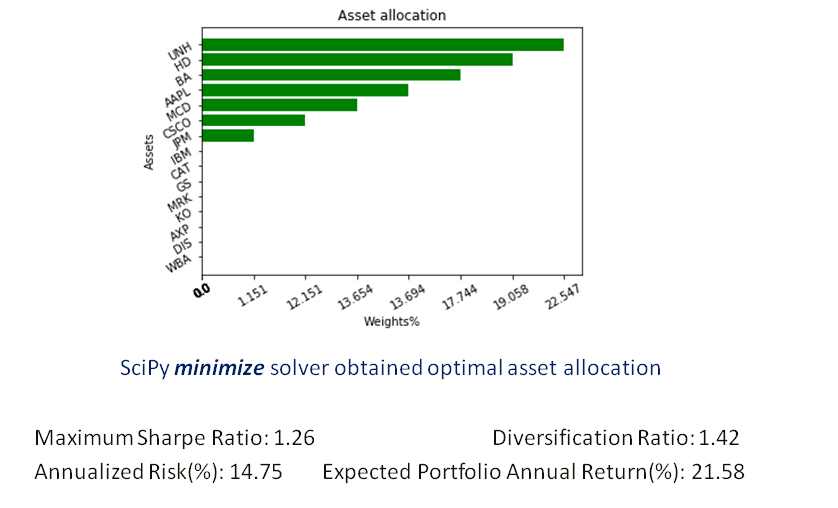 Asset allocation
UNH
HD
BA
AAPL
MCD
CSCO
JPM
IBM
CAT
GS
MRK
KO
AXP
DIS
WBA
Assets
0.0 1.151 12.151 13.654 13.694 17.744 19.058 22.547
Weights%
SciPy minimize solver obtained optimal asset allocation
Maximum Sharpe Ratio: 1.26 Diversification Ratio: 1.42
Annualized Risk(%): 14.75 Expected Portfolio Annual Return(%): 21.58